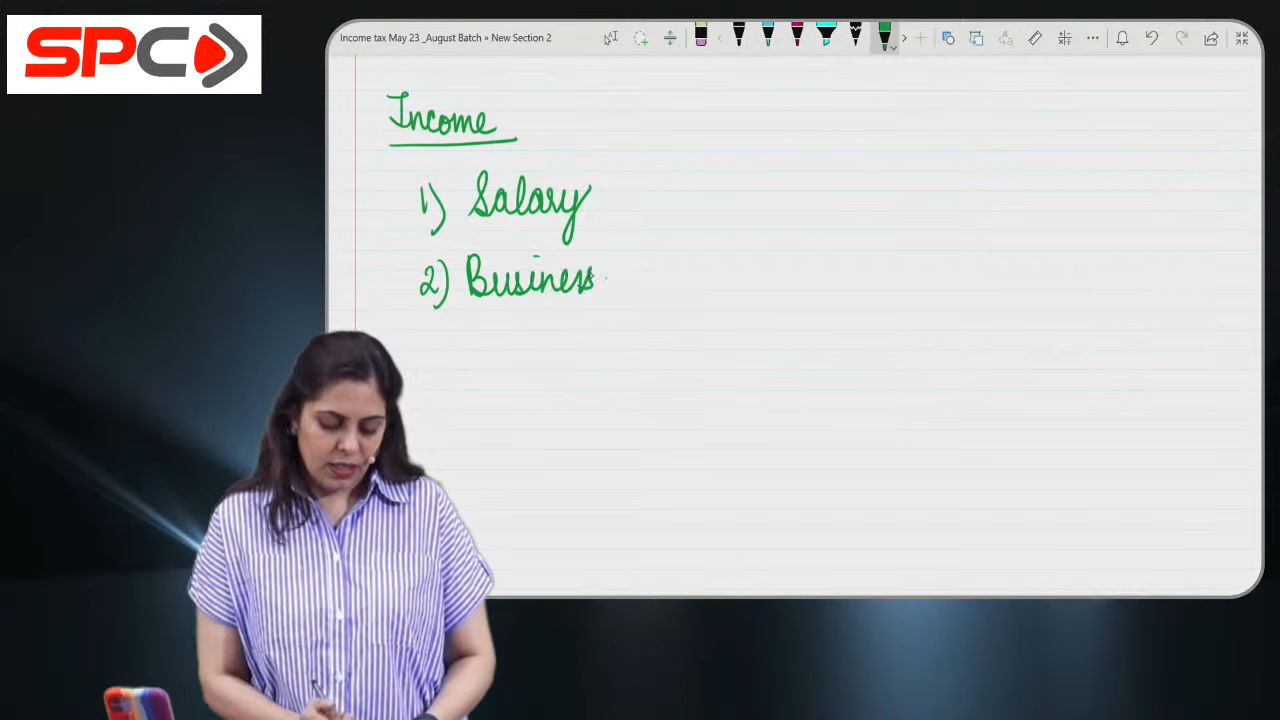 SPC
Income tax May 23 _August Batch » New Section 2
Income
1) Salary
2) Business